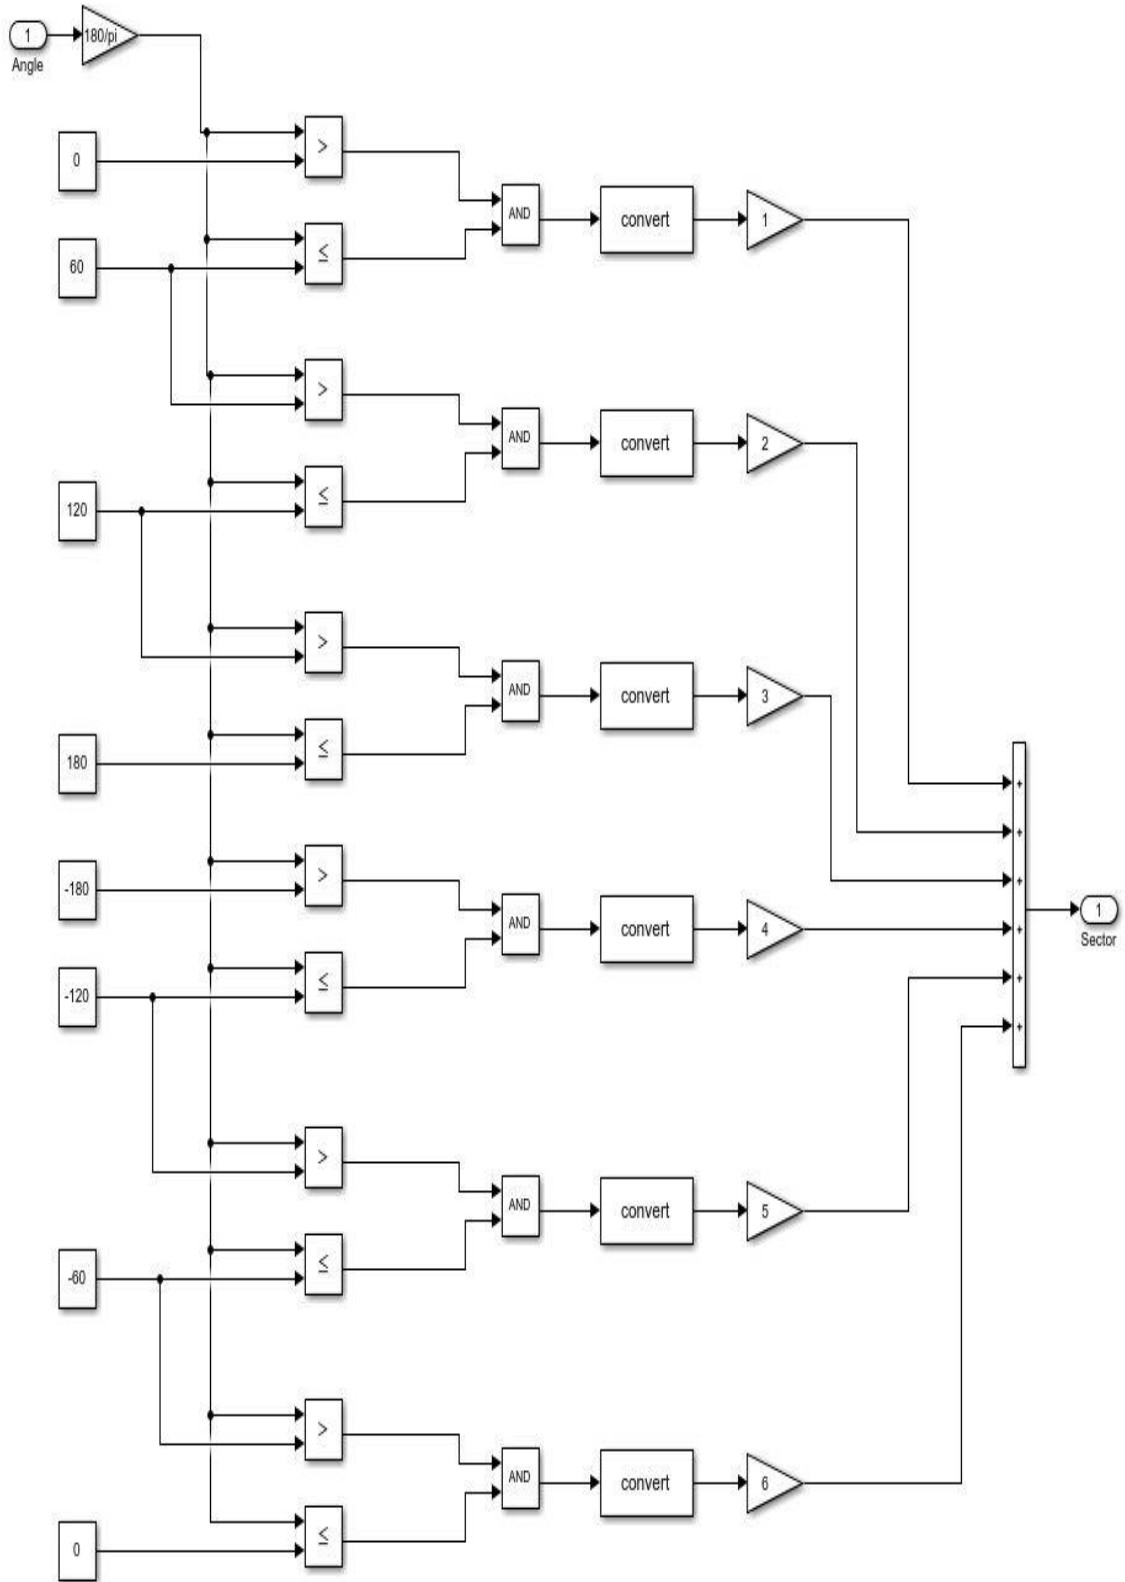 1
180/pi
Angle
0
>
AND
convert
1
60
≤
>
AND
convert
2
120
≤
>
AND
convert
3
180
≤
+
+
-180
>
+
AND
convert
4
+
1
Sector
-120
≤
+
+
>
AND
convert
5
-60
≤
>
AND
convert
6
0
≤